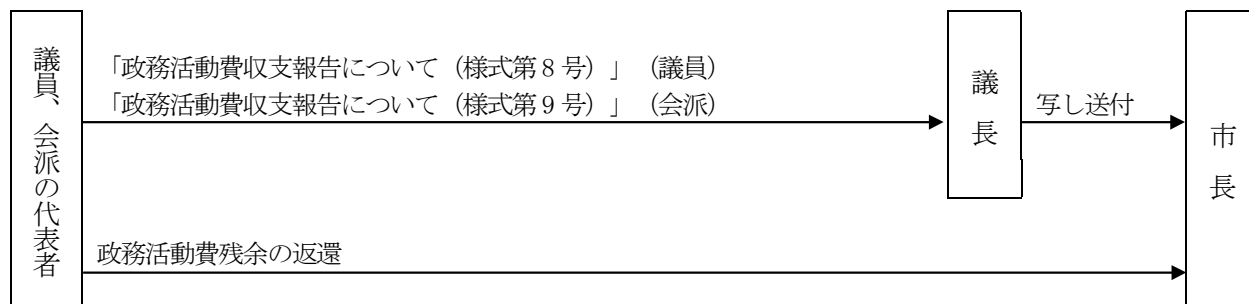 議員、会派の代表者
「政務活動費収支報告について（様式第８号）」（議員）
「政務活動費収支報告について（様式第９号）」（会派）
議長
写し送付
市長
政務活動費残余の返還